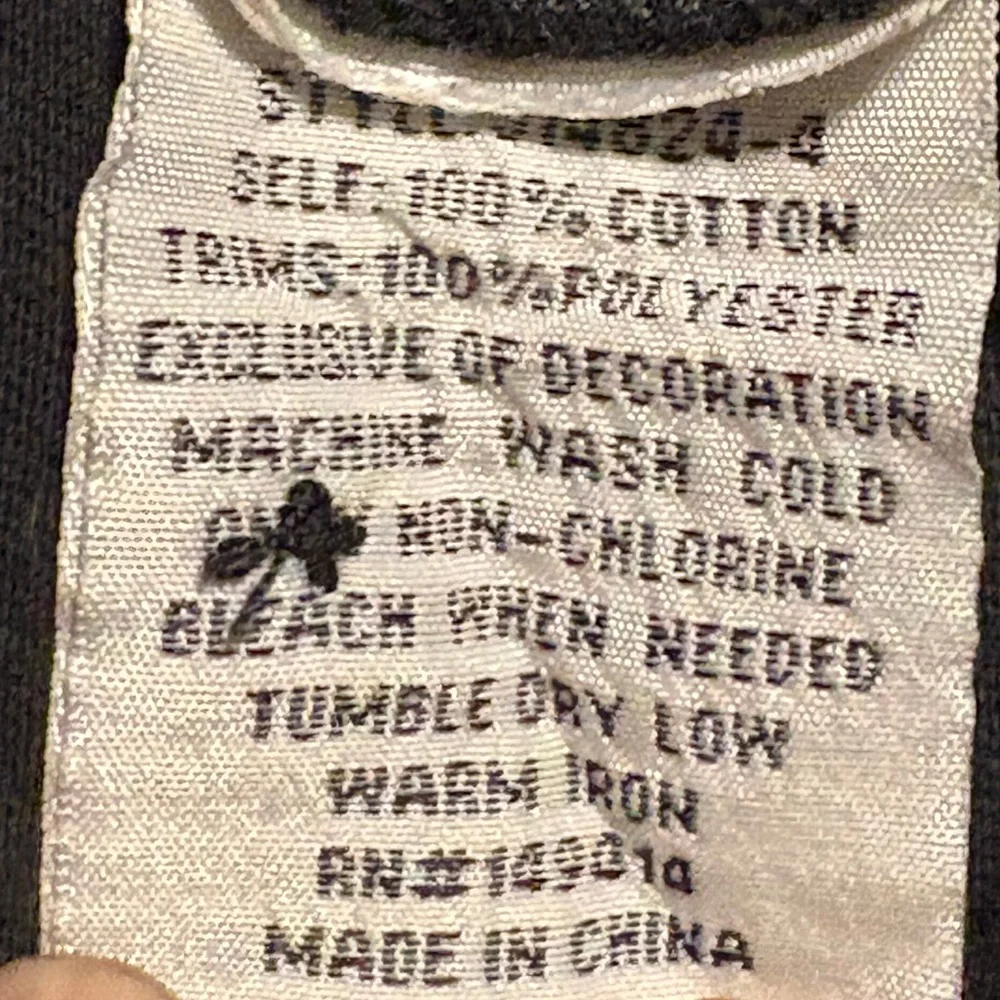 SELF: 100% COTTON
TRIMS: 100% POLYESTER
EXCLUSIVE OF DECORATION
MACHINE WASH COLD
NON-CHLORINE
BLEACH WHEN NEEDED
TUMBLE DRY LOW
WARM IRON
MADE IN CHINA